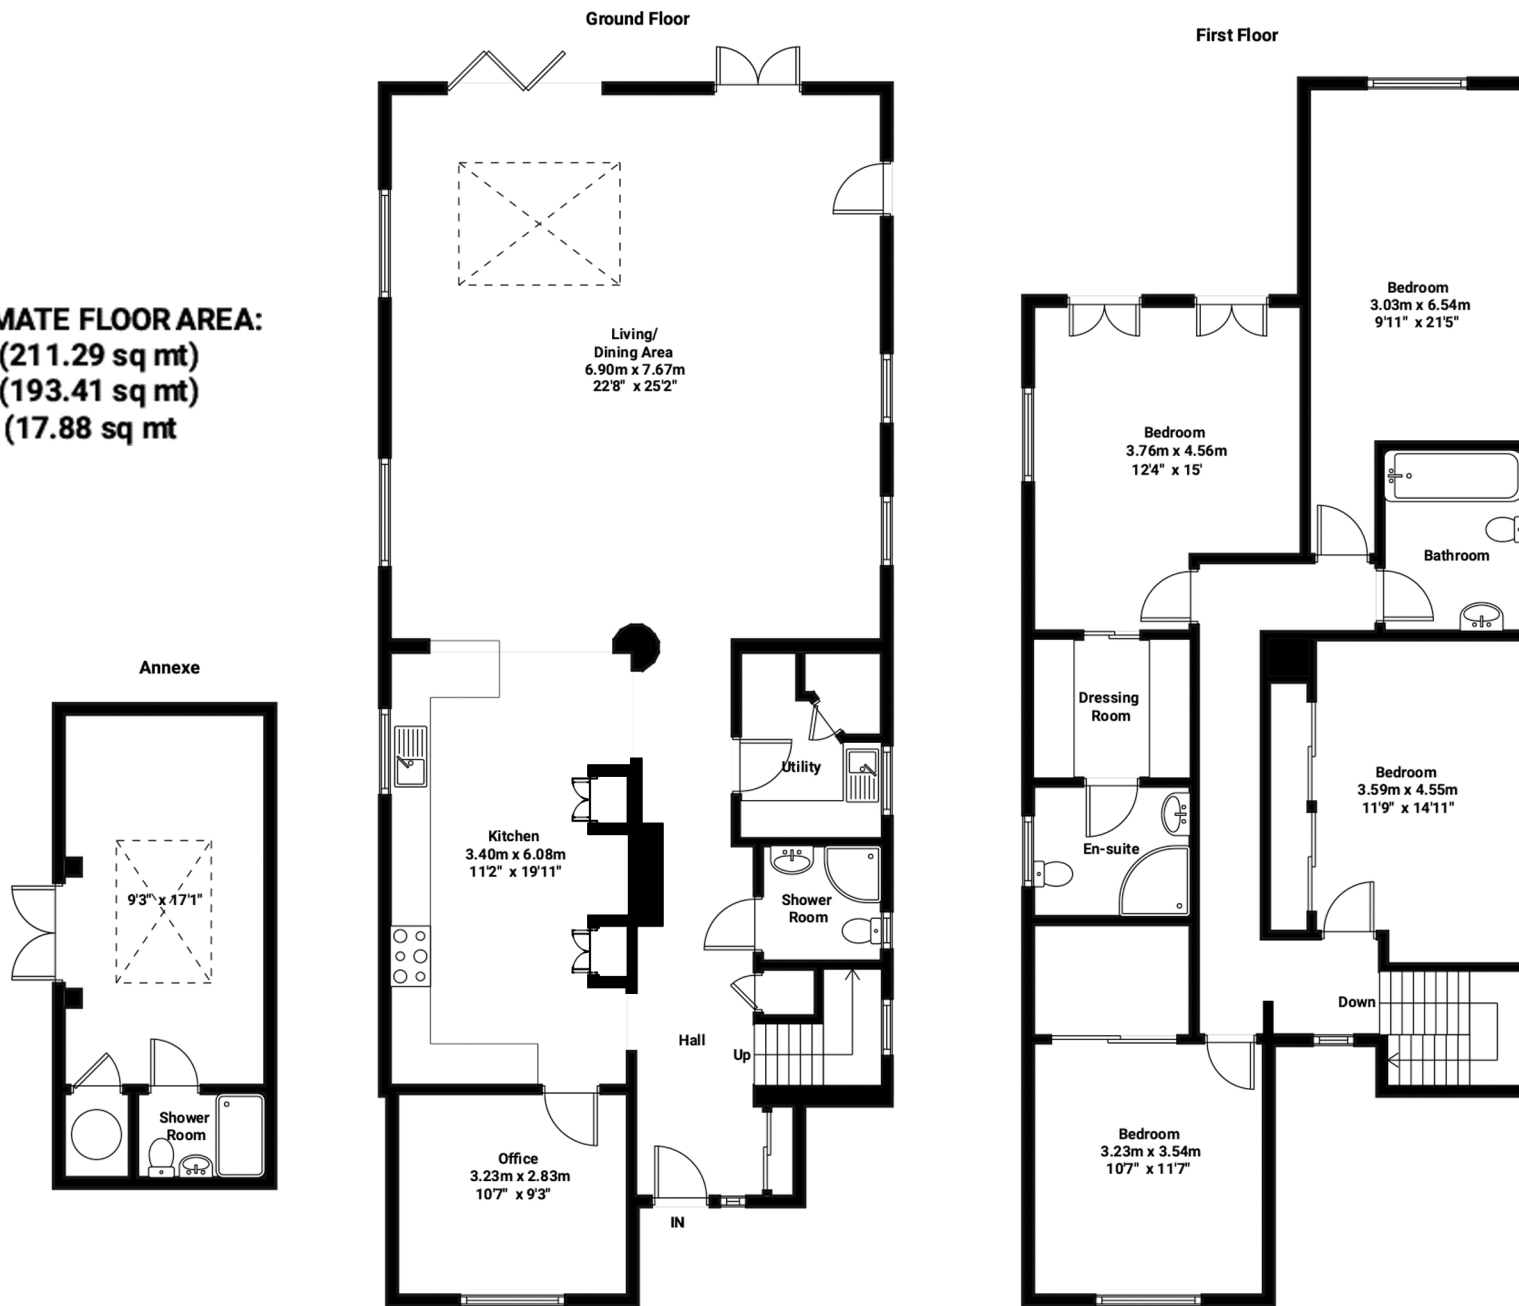 Ground Floor
First Floor
MATE FLOOR AREA:
(211.29 sq mt)
(193.41 sq mt)
(17.88 sq mt
Living/
Dining Area
6.90m x 7.67m
22'8" x 25'2"
Kitchen
3.40m x 6.08m
11'2" x 19'11"
Utility
Shower
Room
Hall
Up
Office
3.23m x 2.83m
10'7" x 9'3"
IN
Annexe
9'3" x 17'1"
Shower
Room
Bedroom
3.03m x 6.54m
9'11" x 21'5"
Bedroom
3.76m x 4.56m
12'4" x 15'
Bathroom
Dressing
Room
En-suite
Bedroom
3.59m x 4.55m
11'9" x 14'11"
Down
Bedroom
3.23m x 3.54m
10'7" x 11'7"